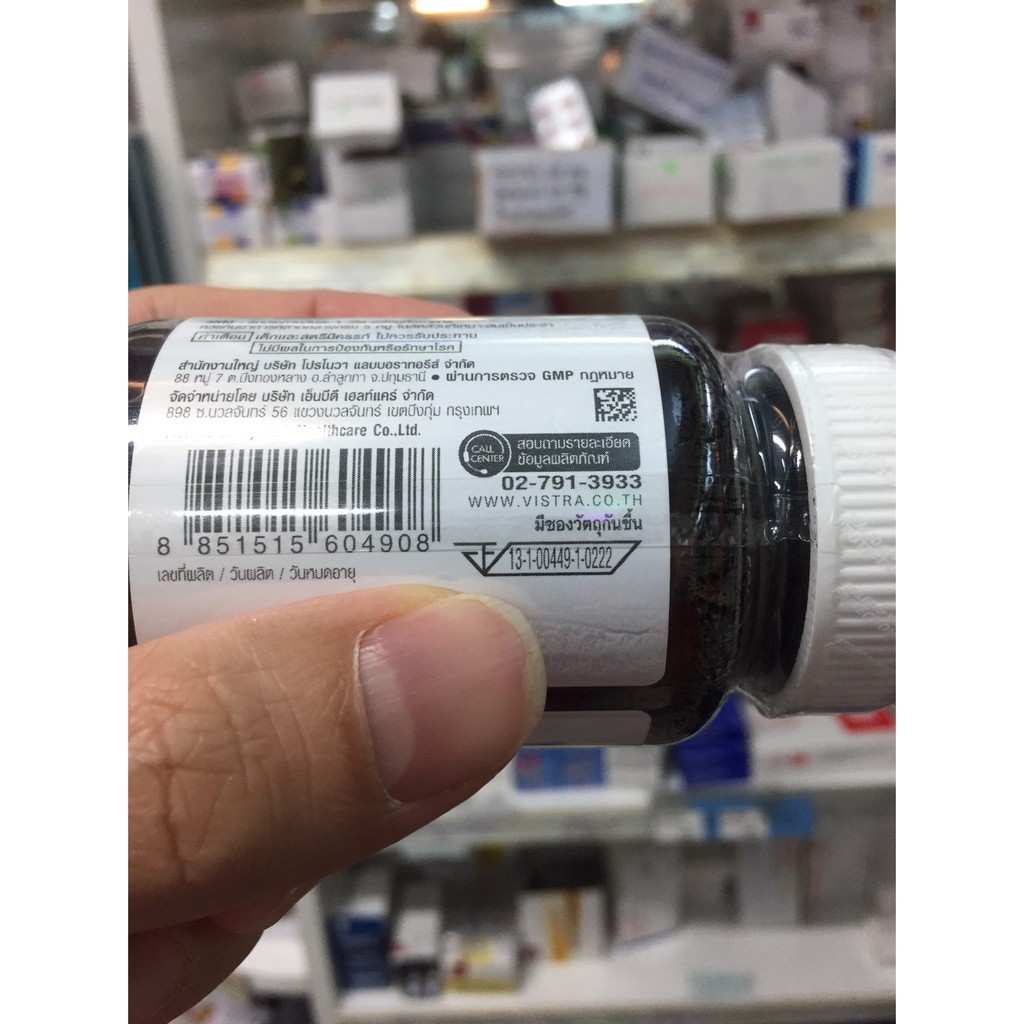 คำเตือน เด็กและสตรีมีครรภ์ ไม่ควรรับประทาน
ไม่มีผลในการป้องกันหรือรักษาโรค
สำนักงานใหญ่ บริษัท โปรโนวา แลบบอราทอรีส์ จำกัด
88 หมู่ 7 ต.บึงทองหลาง อ.ลำลูกกา จ.ปทุมธานี • ผ่านการตรวจ GMP กฎหมาย
จัดจำหน่ายโดย บริษัท เอ็นบีดี เฮลท์แคร์ จำกัด
898 ซ.นวลจันทร์ 56 แขวงนวลจันทร์ เขตบึงกุ่ม กรุงเทพฯ
Healthcare Co.,Ltd.
CALL CENTER
สอบถามรายละเอียด
ข้อมูลผลิตภัณฑ์
02-791-3933
WWW.VISTRA.CO.TH
มีซองวัตถุกันชื้น
13-1-00449-1-0222
8 851515 604908
เลขที่ผลิต / วันผลิต / วันหมดอายุ